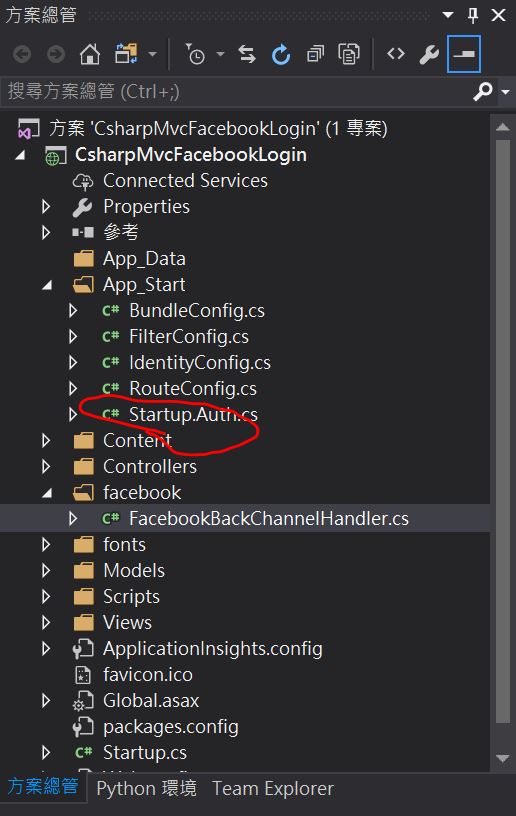 方案總管
搜尋方案總管 (Ctrl+;)
方案 'CsharpMvcFacebookLogin' (1 專案)
CsharpMvcFacebookLogin
Connected Services
Properties
參考
App_Data
App_Start
C# BundleConfig.cs
C# FilterConfig.cs
C# IdentityConfig.cs
C# RouteConfig.cs
C# Startup.Auth.cs
Content
Controllers
facebook
C# FacebookBackChannelHandler.cs
fonts
Models
Scripts
Views
ApplicationInsights.config
favicon.ico
Global.asax
packages.config
C# Startup.cs
方案總管 Python 環境 Team Explorer